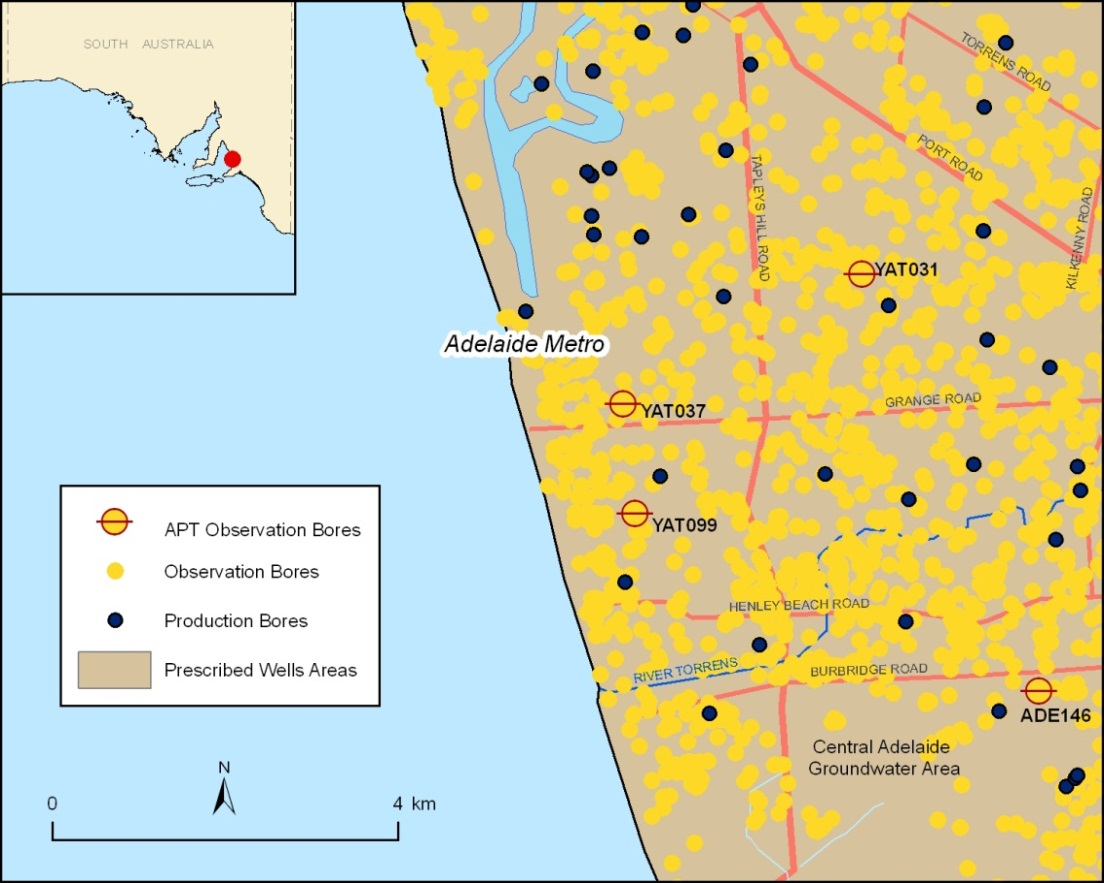 SOUTH AUSTRALIA
TORRENS ROAD
PORT ROAD
TAPLEYS HILL ROAD
KILKENNY ROAD
YAT031
Adelaide Metro
GRANGE ROAD
YAT037
YAT099
APT Observation Bores
Observation Bores
Production Bores
Prescribed Wells Areas
HENLEY BEACH ROAD
RIVER TORRENS
BURBRIDGE ROAD
ADE146
Central Adelaide
Groundwater Area
N
0 4 km